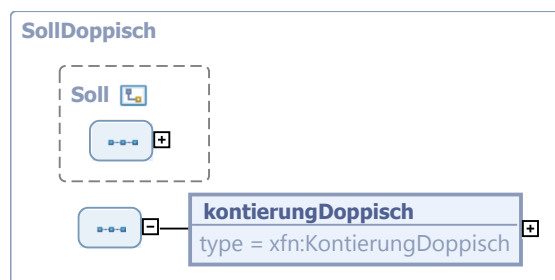 SollDoppisch
Soll
kontierungDoppisch
type = xfn:KontierungDoppisch